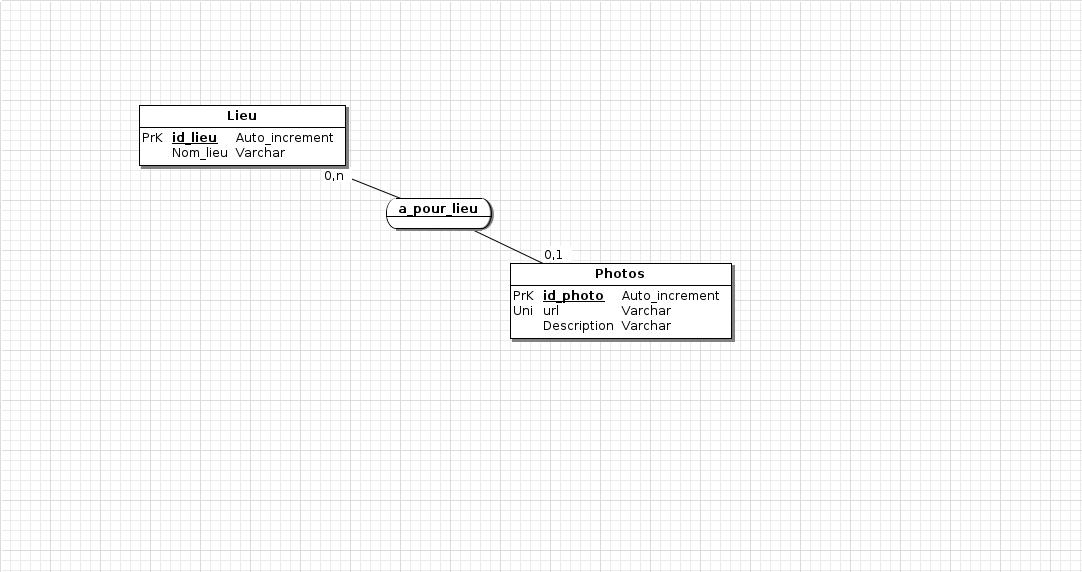 Lieu
PrK id_lieu Auto_increment
Nom_lieu Varchar
0,n
a_pour_lieu
0,1
Photos
PrK id_photo Auto_increment
Uni url Varchar
Description Varchar